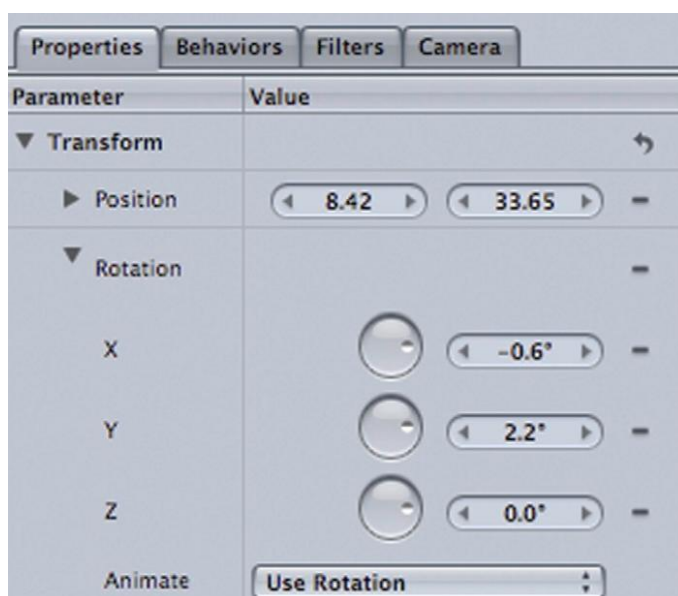 Properties Behaviors Filters Camera
Parameter Value
Transform
Position 8.42 33.65
Rotation
X -0.6°
Y 2.2°
Z 0.0°
Animate Use Rotation